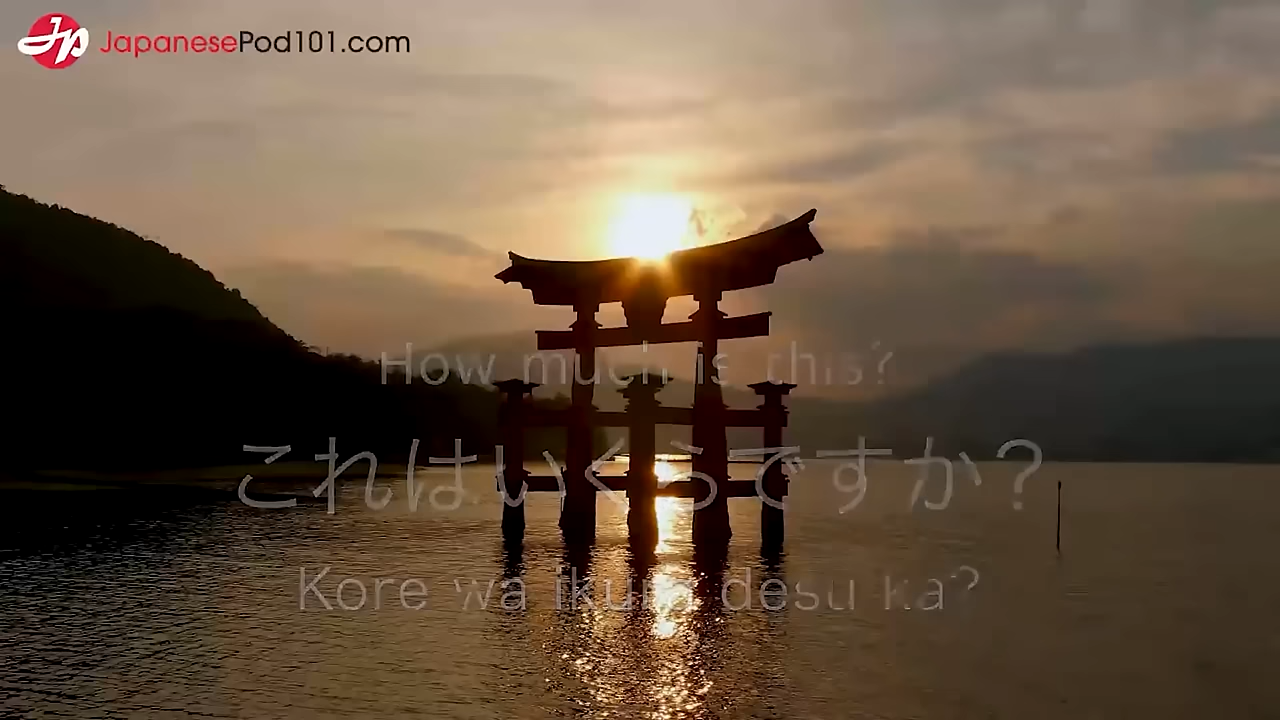 JP JapanesePod101.com
How much is this?
これはいくらですか？
Kore wa ikura desu ka?